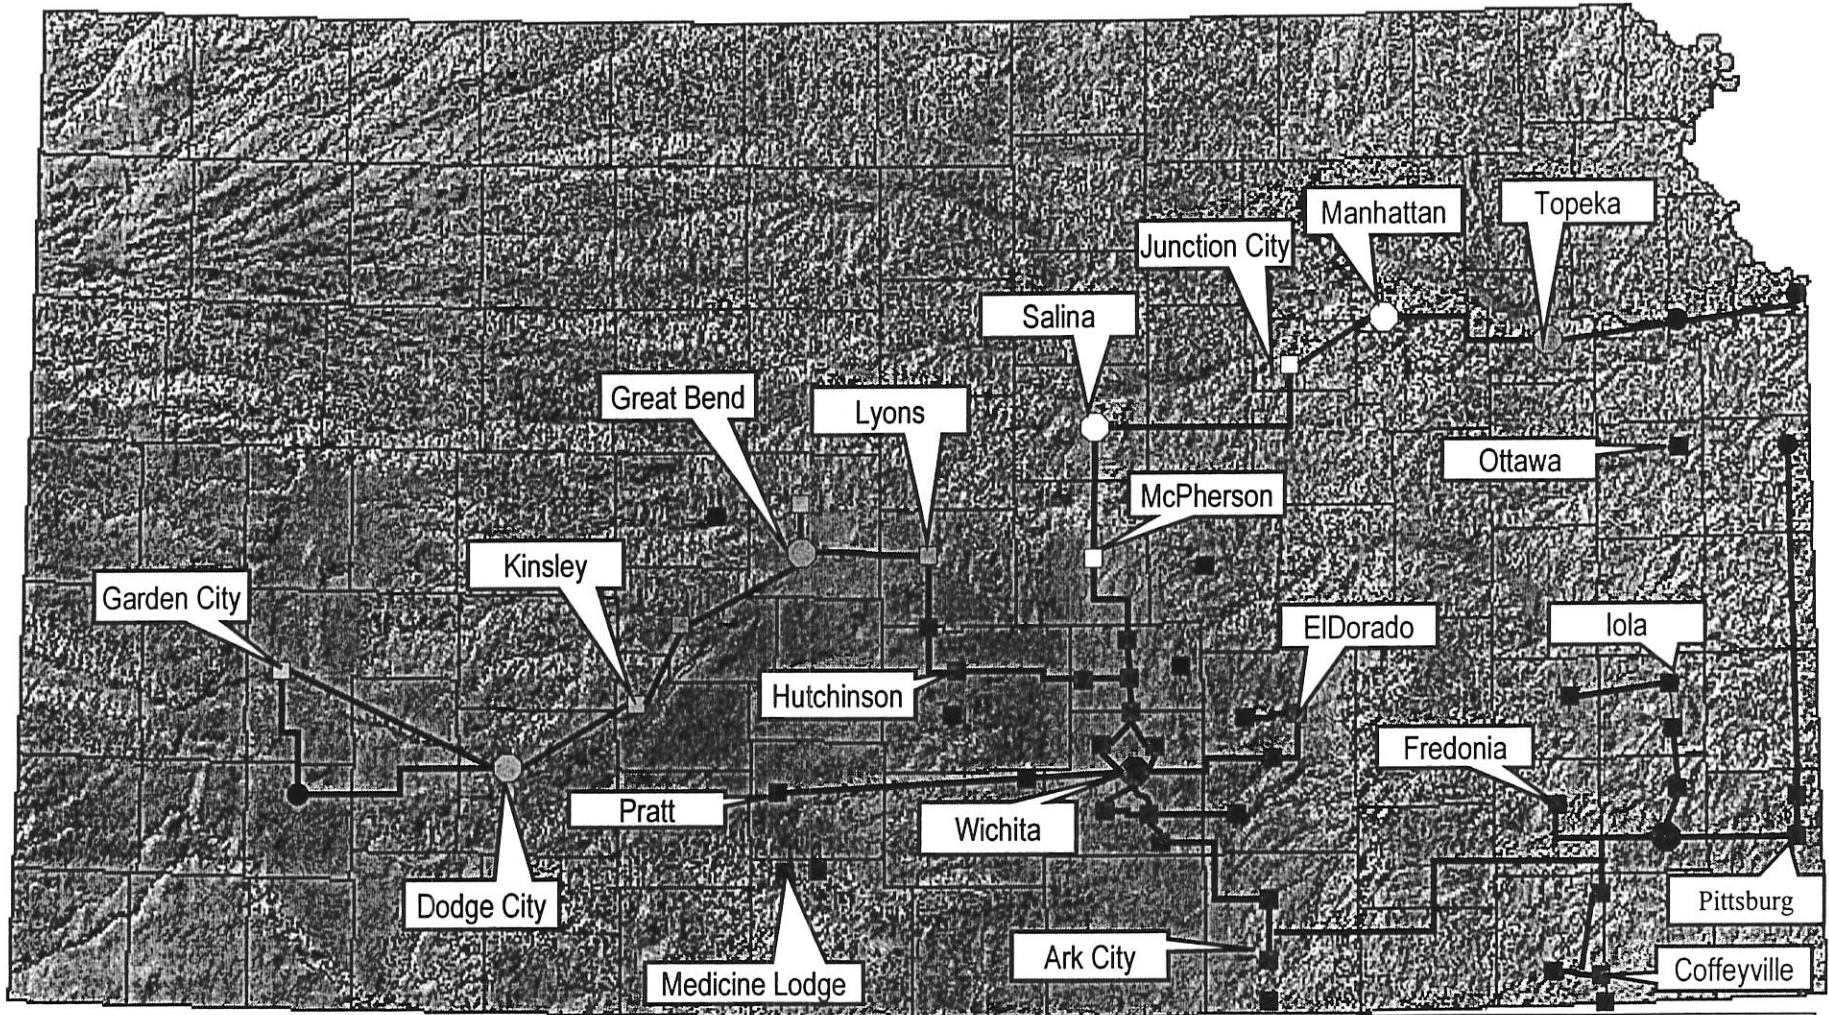 Manhattan
Topeka
Junction City
Salina
Great Bend
Lyons
Ottawa
McPherson
Kinsley
Garden City
ElDorado
Iola
Hutchinson
Fredonia
Pratt
Wichita
Dodge City
Pittsburg
Ark City
Medicine Lodge
Coffeyville